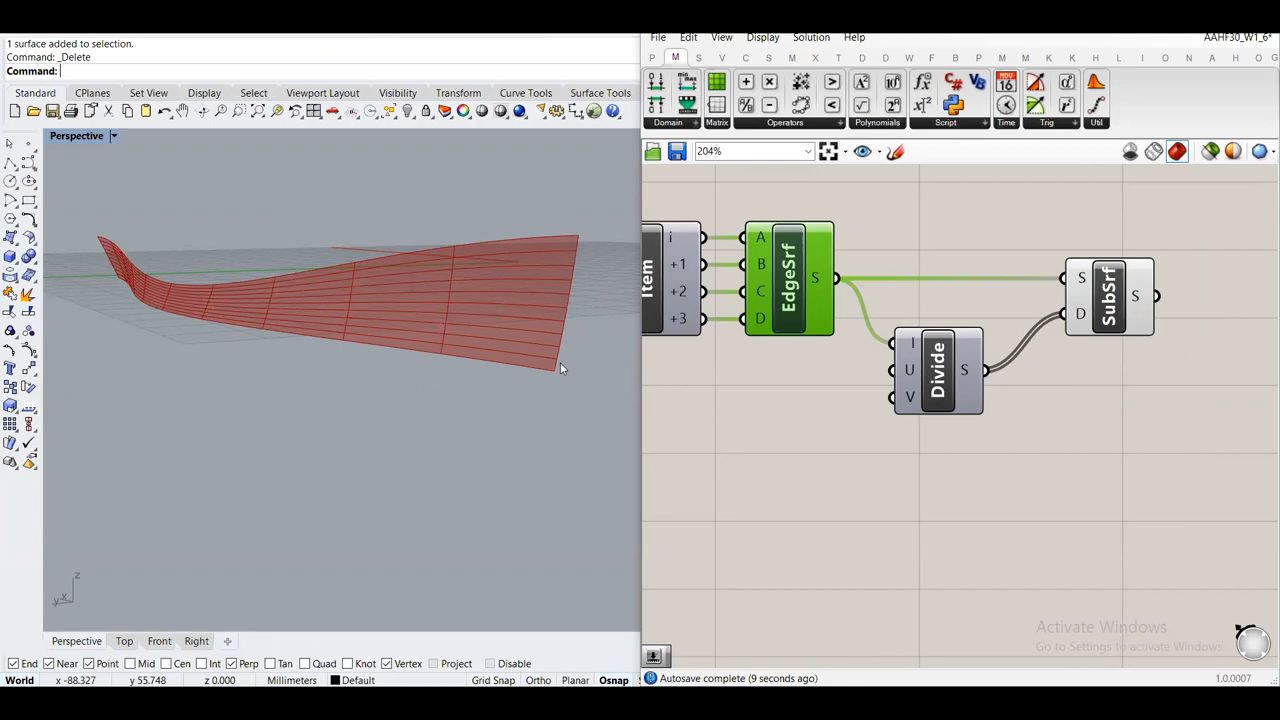 1 surface added to selection.
Command: _Delete
Command:
Standard CPlanes Set View Display Select Viewport Layout Visibility Transform Curve Tools Surface Tools
Perspective
z
y x
Perspective Top Front Right
End Near Point Mid Cen Int Perp Tan Quad Knot Vertex Project Disable
World x -88.327 y 55.748 z 0.000 Millimeters Default Grid Snap Ortho Planar Osnap
File Edit View Display Solution Help AAHF30_W1_6*
P M S V C S M I X T D D P K K B L H L I O G
Domain Matrix Operators Polynomials Script Time Trig Util
204%
Item i +1 +2 +3
A B C D EdgeSrf S
I U V Divide S
S D SubSrf S
Activate Windows
Go to Settings to activate Windows.
Autosave complete (9 seconds ago) 1.0.0007